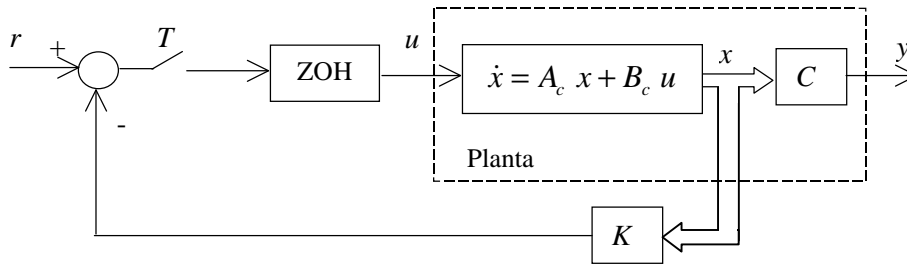 r
+
T
ZOH
u
ẋ = A_c x + B_c u
x
C
y
-
Planta
K